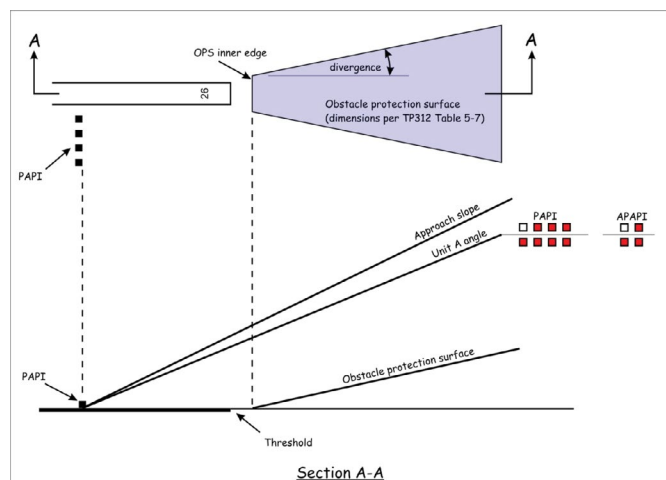 A
A
OPS inner edge
divergence
26
Obstacle protection surface
(dimensions per TP312 Table 5-7)
PAPI
Approach slope
PAPI
APAPI
Unit A angle
Obstacle protection surface
PAPI
Threshold
Section A-A